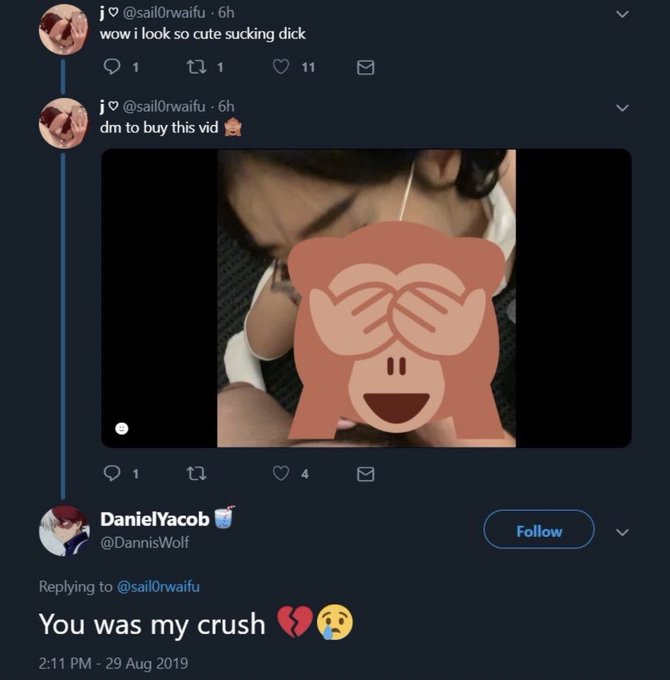 j ♡ @sail0rwaifu · 6h
wow i look so cute sucking dick
1 1 11
j ♡ @sail0rwaifu · 6h
dm to buy this vid 🙈
1 4
DanielYacob 🥤
@DannisWolf
Follow
Replying to @sail0rwaifu
You was my crush 💔😢
2:11 PM - 29 Aug 2019